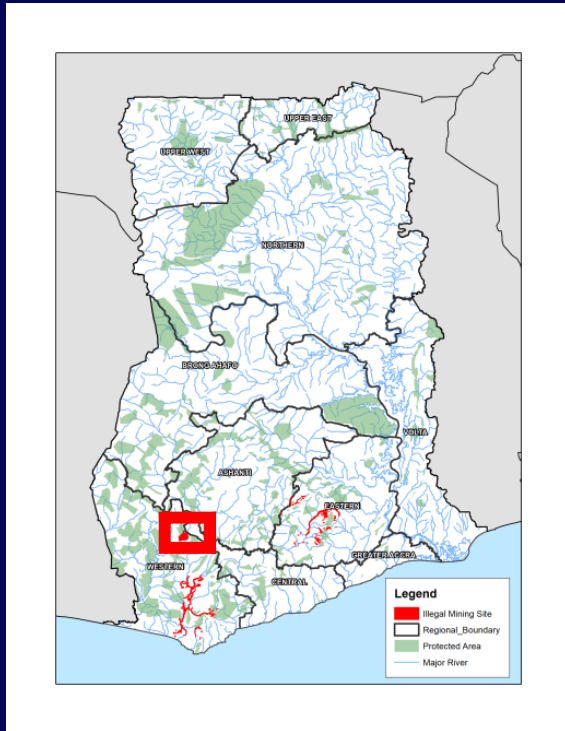 UPPER EAST
UPPER WEST
NORTHERN
BRONG AHAFO
VOLTA
ASHANTI
EASTERN
GREATER ACCRA
WESTERN
CENTRAL
Legend
Illegal Mining Site
Regional_Boundary
Protected Area
Major River